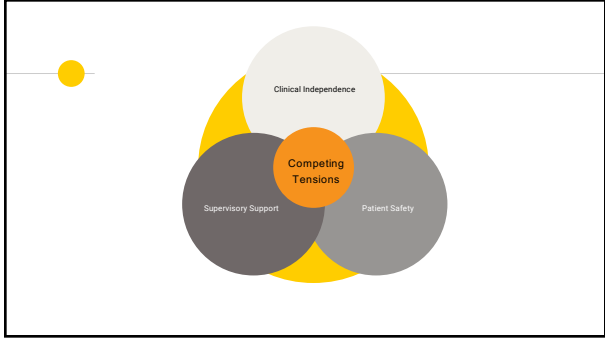 Clinical Independence
Competing
Tensions
Supervisory Support
Patient Safety